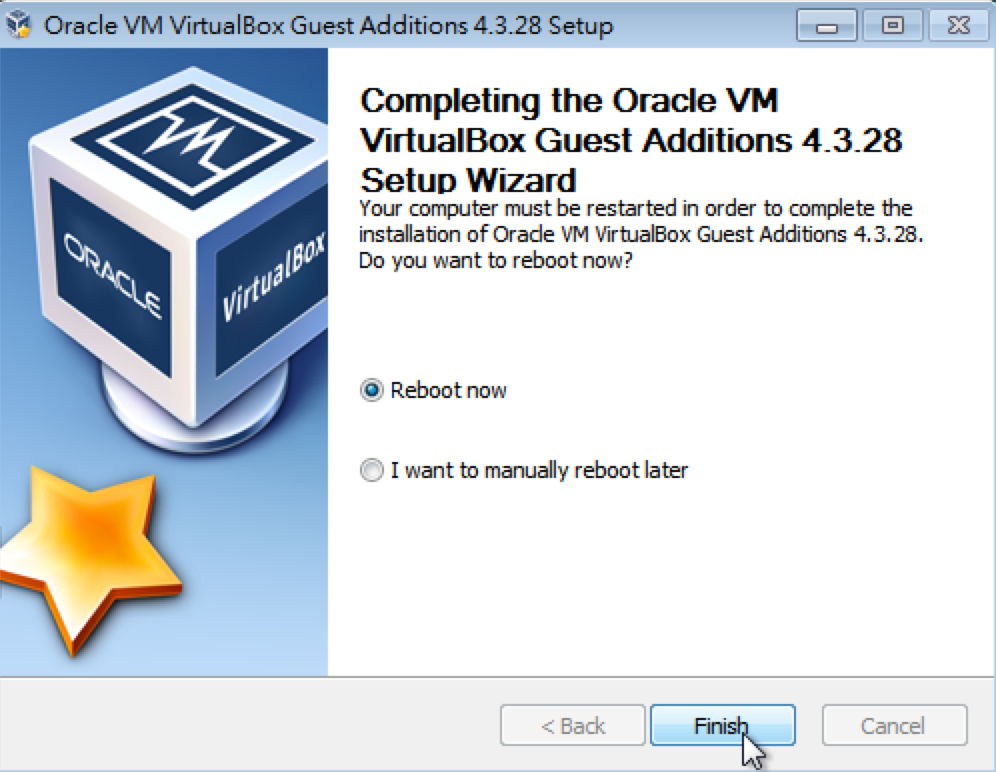 Oracle VM VirtualBox Guest Additions 4.3.28 Setup
Completing the Oracle VM
VirtualBox Guest Additions 4.3.28
Setup Wizard
Your computer must be restarted in order to complete the
installation of Oracle VM VirtualBox Guest Additions 4.3.28.
Do you want to reboot now?
ORACLE
VirtualBox
Reboot now
I want to manually reboot later
< Back
Finish
Cancel